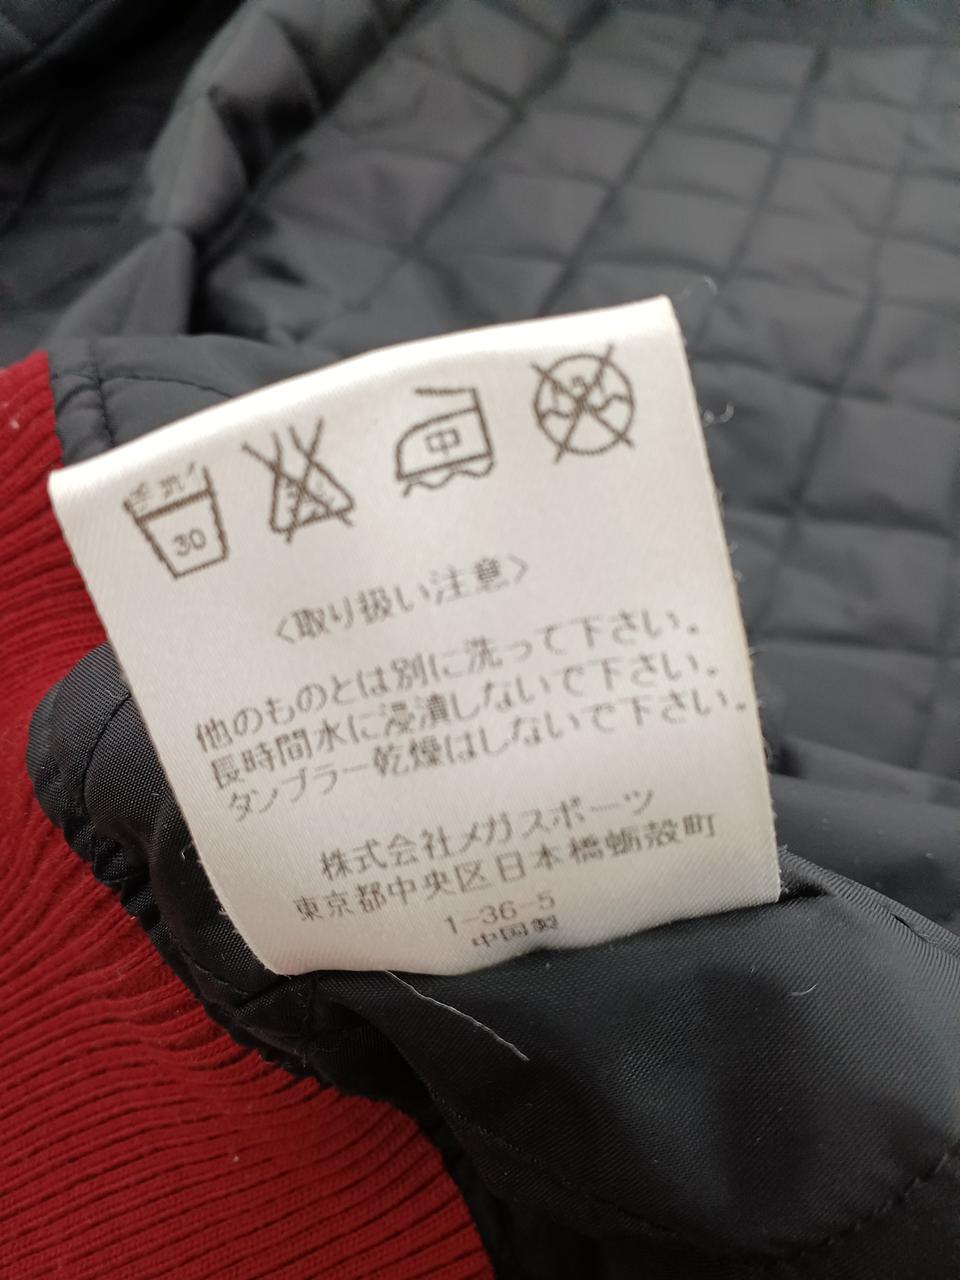 30
中
〈取り扱い注意〉
他のものとは別に洗って下さい。
長時間水に浸漬しないで下さい。
タンブラー乾燥はしないで下さい。
株式会社メガスポーツ
東京都中央区日本橋蛎殻町
1-36-5
中国製